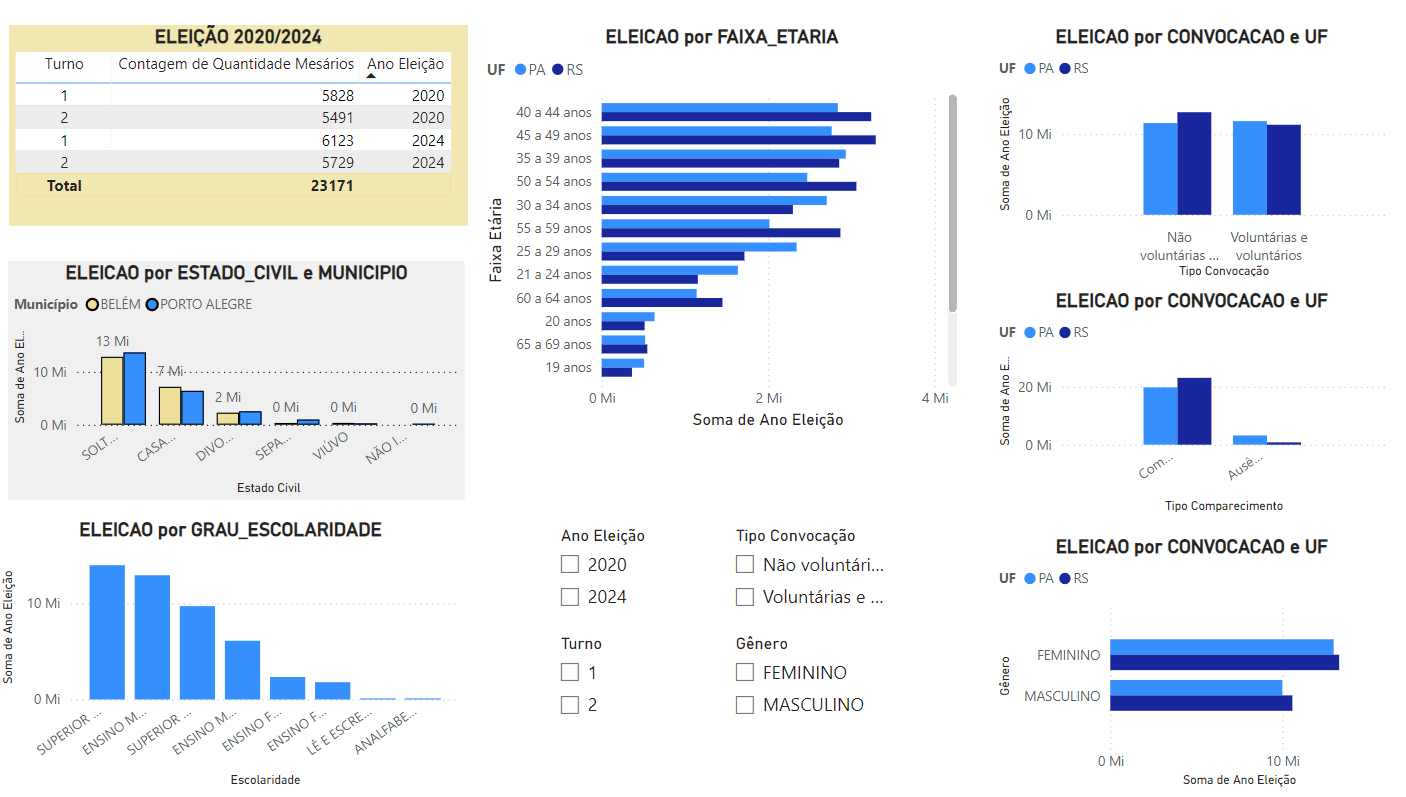 ELEIÇÃO 2020/2024
Turno Contagem de Quantidade Mesários Ano Eleição
1 5828 2020
2 5491 2020
1 6123 2024
2 5729 2024
Total 23171
ELEICAO por ESTADO_CIVIL e MUNICIPIO
Município BELÉM PORTO ALEGRE
Soma de Ano El...
10 Mi
0 Mi
13 Mi
7 Mi
2 Mi
0 Mi
0 Mi
0 Mi
SOLT...
CASA...
DIVO...
SEPA...
VIÚVO
NÃO I...
Estado Civil
ELEICAO por GRAU_ESCOLARIDADE
Soma de Ano Eleição
10 Mi
0 Mi
SUPERIOR ...
ENSINO M...
SUPERIOR ...
ENSINO M...
ENSINO F...
ENSINO F...
LÊ E ESCRE...
ANALFABE...
Escolaridade
ELEICAO por FAIXA_ETARIA
UF PA RS
Faixa Etária
40 a 44 anos
45 a 49 anos
35 a 39 anos
50 a 54 anos
30 a 34 anos
55 a 59 anos
25 a 29 anos
21 a 24 anos
60 a 64 anos
20 anos
65 a 69 anos
19 anos
0 Mi 2 Mi 4 Mi
Soma de Ano Eleição
Ano Eleição
2020
2024
Tipo Convocação
Não voluntári...
Voluntárias e ...
Turno
1
2
Gênero
FEMININO
MASCULINO
ELEICAO por CONVOCACAO e UF
UF PA RS
Soma de Ano Eleição
10 Mi
0 Mi
Não
voluntárias ...
Voluntárias e
voluntários
Tipo Convocação
ELEICAO por CONVOCACAO e UF
UF PA RS
Soma de Ano E...
20 Mi
0 Mi
Com...
Ausê...
Tipo Comparecimento
ELEICAO por CONVOCACAO e UF
UF PA RS
Gênero
FEMININO
MASCULINO
0 Mi 10 Mi
Soma de Ano Eleição